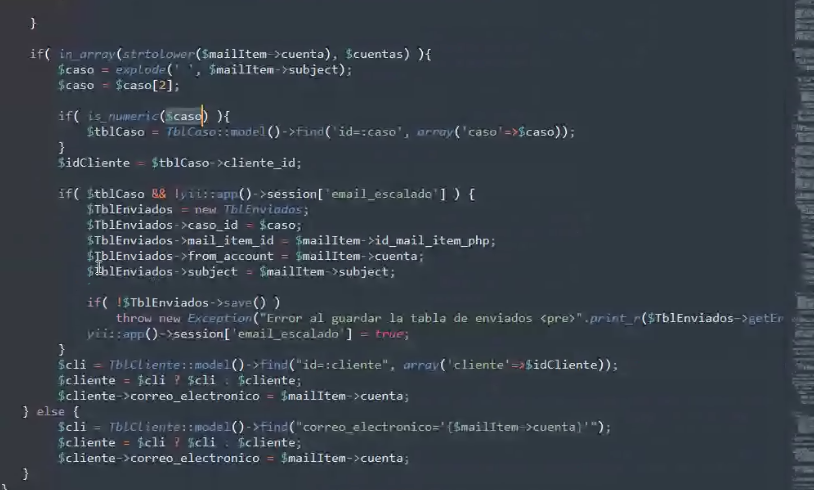 }
if( in_array(strtolower($mailItem->cuenta), $cuentas) ){
$caso = explode(' ', $mailItem->subject);
$caso = $caso[2];
if( is_numeric($caso) ){
$tblCaso = TblCaso::model()->find('id=:caso', array('caso'=>$caso));
}
$idCliente = $tblCaso->cliente_id;
if( $tblCaso && !yii::app()->session['email_escalado'] ) {
$TblEnviados = new TblEnviados;
$TblEnviados->caso_id = $caso;
$TblEnviados->mail_item_id = $mailItem->id_mail_item_php;
$TblEnviados->from_account = $mailItem->cuenta;
$TblEnviados->subject = $mailItem->subject;
if( !$TblEnviados->save() )
throw new Exception("Error al guardar la tabla de enviados <pre>".print_r($TblEnviados->getEr
yii::app()->session['email_escalado'] = true;
}
$cli = TblCliente::model()->find("id=:cliente", array('cliente'=>$idCliente));
$cliente = $cli ? $cli : $cliente;
$cliente->correo_electronico = $mailItem->cuenta;
} else {
$cli = TblCliente::model()->find("correo_electronico='{$mailItem->cuenta}'");
$cliente = $cli ? $cli : $cliente;
$cliente->correo_electronico = $mailItem->cuenta;
}
}